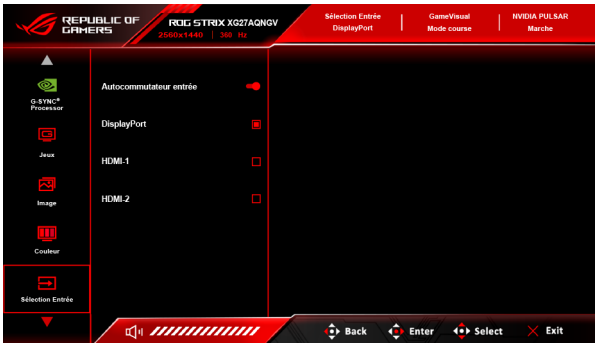 REPUBLIC OF
GAMERS
ROG STRIX XG27AQNGV
2560x1440 | 360 Hz
Sélection Entrée
DisplayPort
GameVisual
Mode course
NVIDIA PULSAR
Marche
G-SYNC®
Processor
Jeux
Image
Couleur
Sélection Entrée
Autocommutateur entrée
DisplayPort
HDMI-1
HDMI-2
Back
Enter
Select
Exit